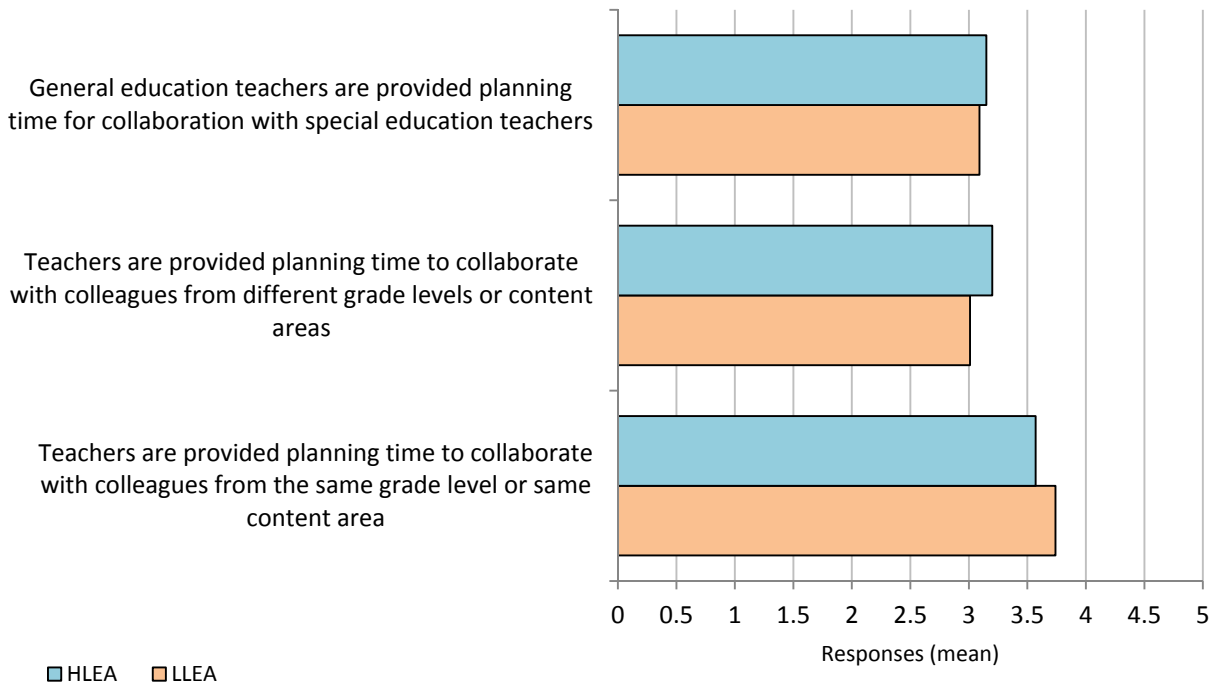 General education teachers are provided planning
time for collaboration with special education teachers
Teachers are provided planning time to collaborate
with colleagues from different grade levels or content
areas
Teachers are provided planning time to collaborate
with colleagues from the same grade level or same
content area
0 0.5 1 1.5 2 2.5 3 3.5 4 4.5 5
Responses (mean)
HLEA LLEA